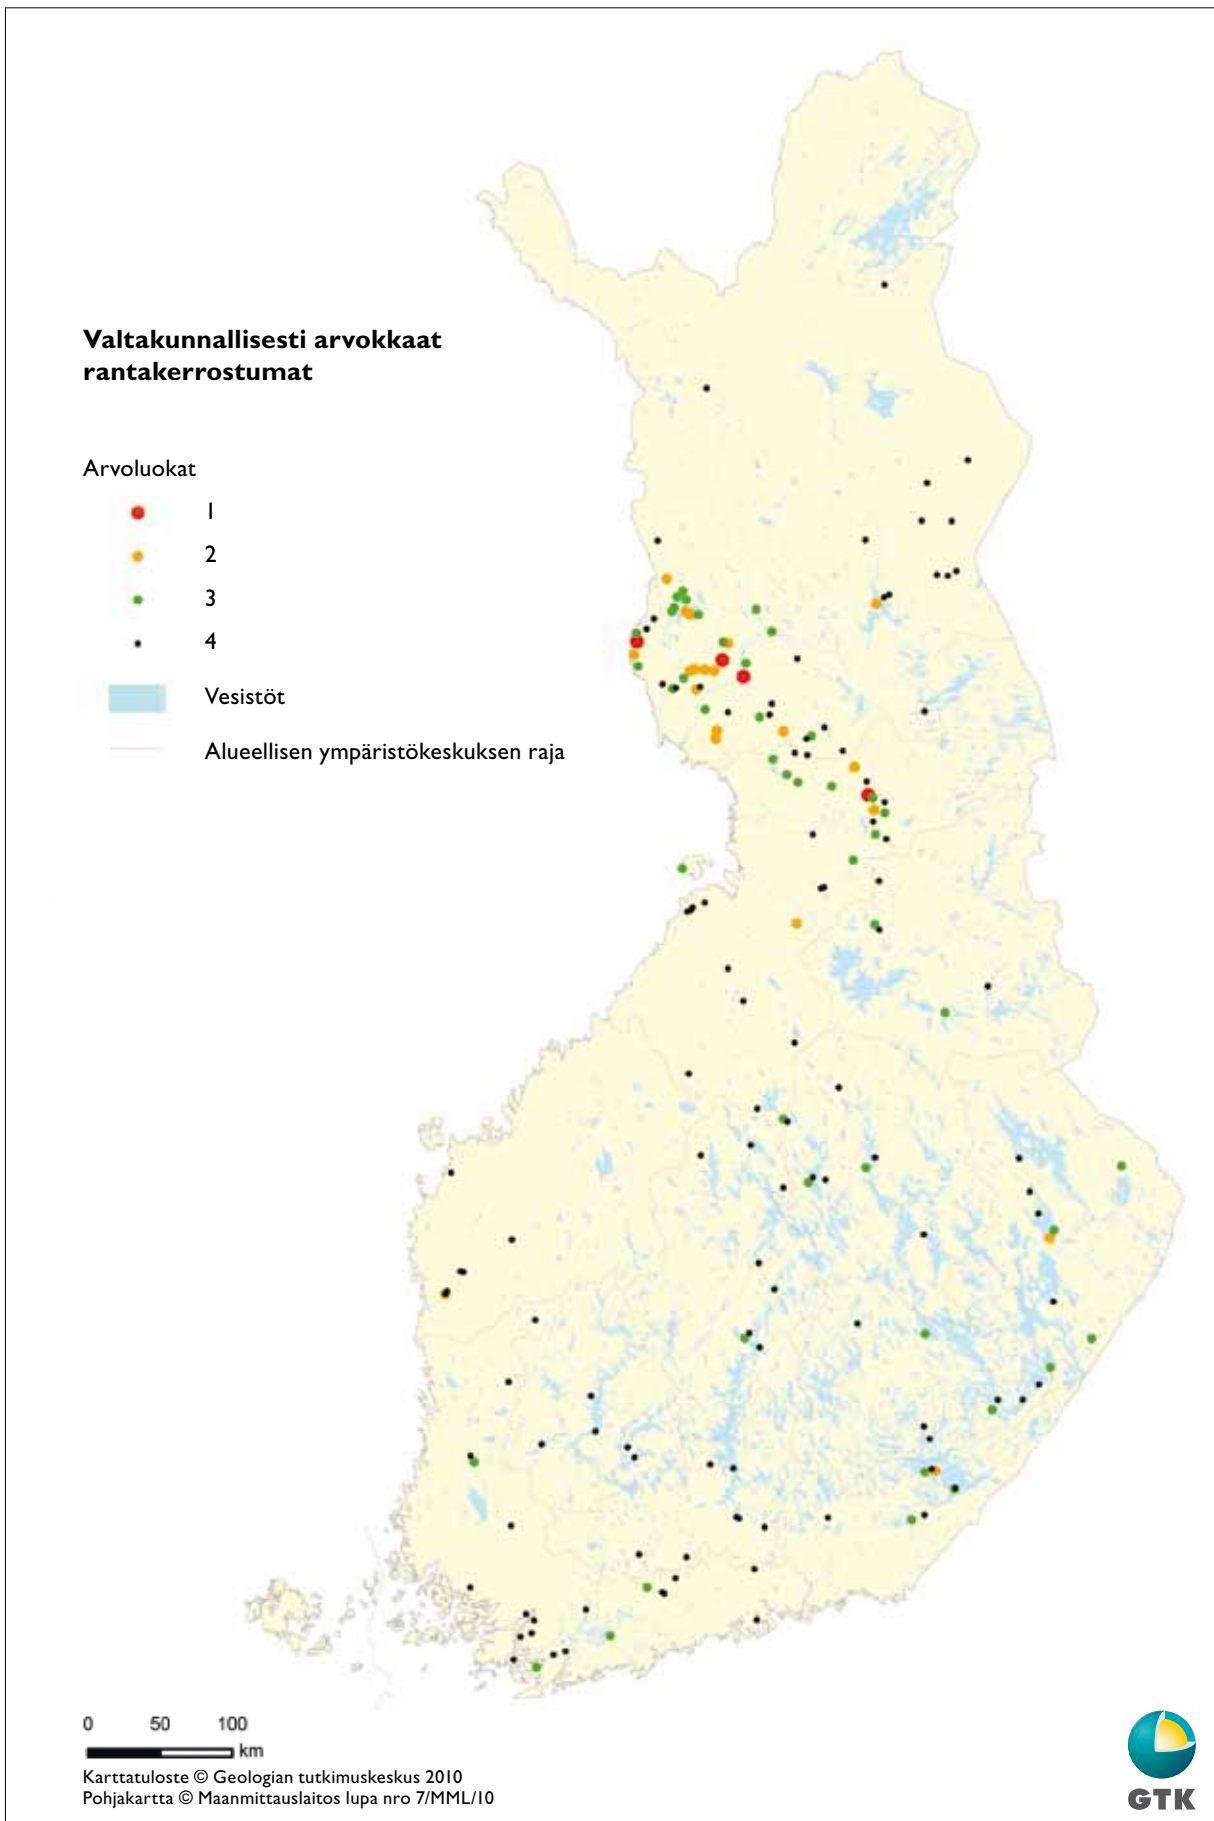 Valtakunnallisesti arvokkaat
rantakerrostumat
Arvoluokat
1
2
3
4
Vesistöt
Alueellisen ympäristökeskuksen raja
0 50 100
km
Karttatuloste © Geologian tutkimuskeskus 2010
Pohjakartta © Maanmittauslaitos lupa nro 7/MML/10
GTK